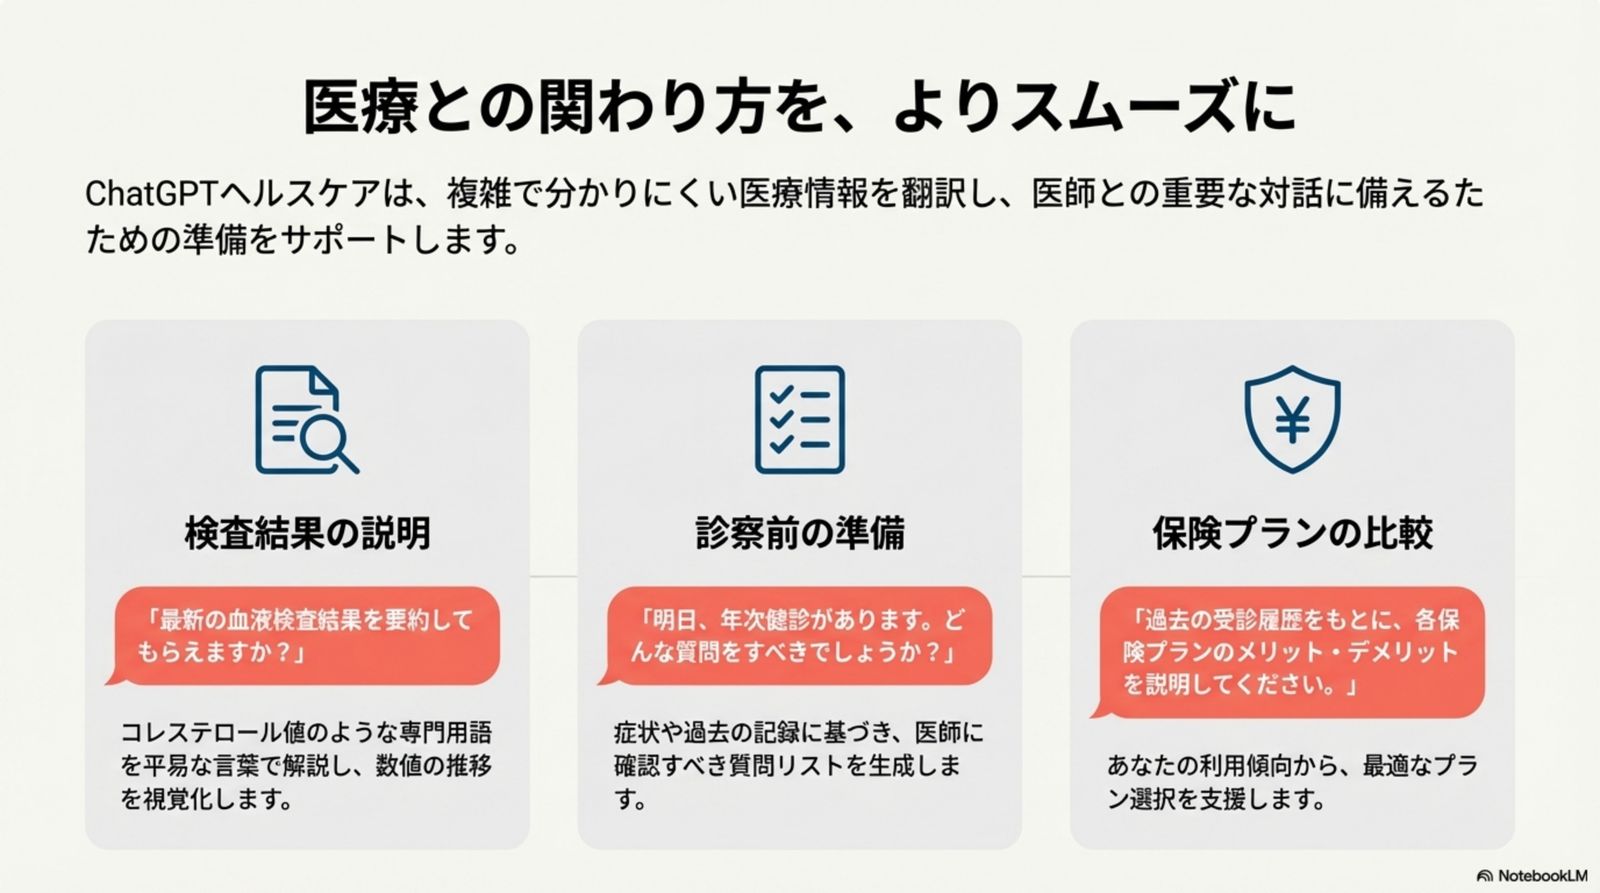 医療との関わり方を、よりスムーズに
ChatGPTヘルスケアは、複雑で分かりにくい医療情報を翻訳し、医師との重要な対話に備えるた
ための準備をサポートします。
検査結果の説明
「最新の血液検査結果を要約して
もらえますか？」
コレステロール値のような専門用語
を平易な言葉で解説し、数値の推移
を視覚化します。
診察前の準備
「明日、年次健診があります。ど
んな質問をすべきでしょうか？」
症状や過去の記録に基づき、医師に
確認すべき質問リストを生成しま
す。
¥
保険プランの比較
「過去の受診履歴をもとに、各保
険プランのメリット・デメリット
を説明してください。」
あなたの利用傾向から、最適なプラ
ン選択を支援します。
NotebookLM